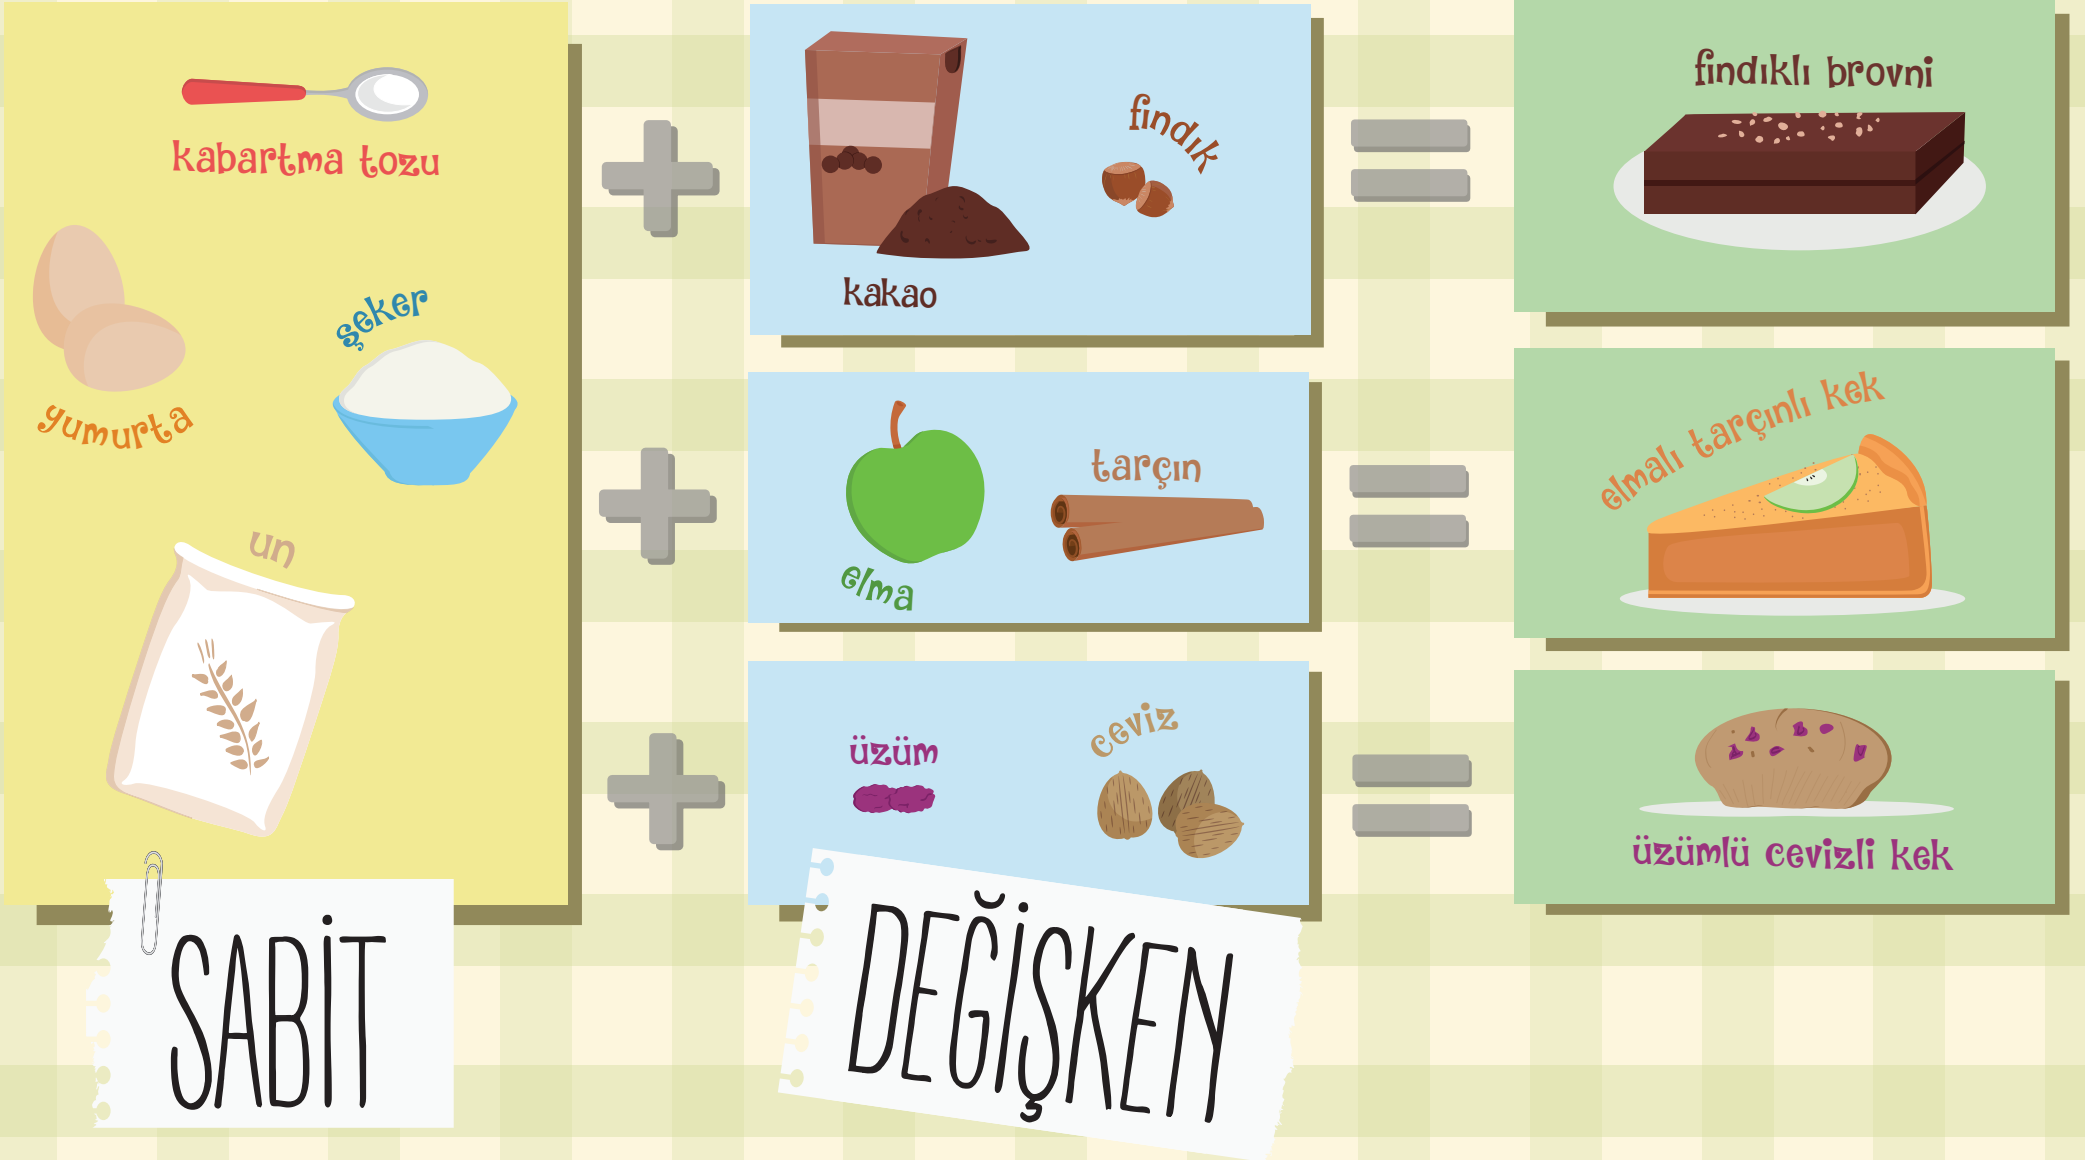 kabartma tozu
yumurta
şeker
un
SABİT
kakao
fındık
elma
tarçın
üzüm
ceviz
DEĞİŞKEN
fındıklı brovni
elmalı tarçınlı kek
üzümlü cevizli kek